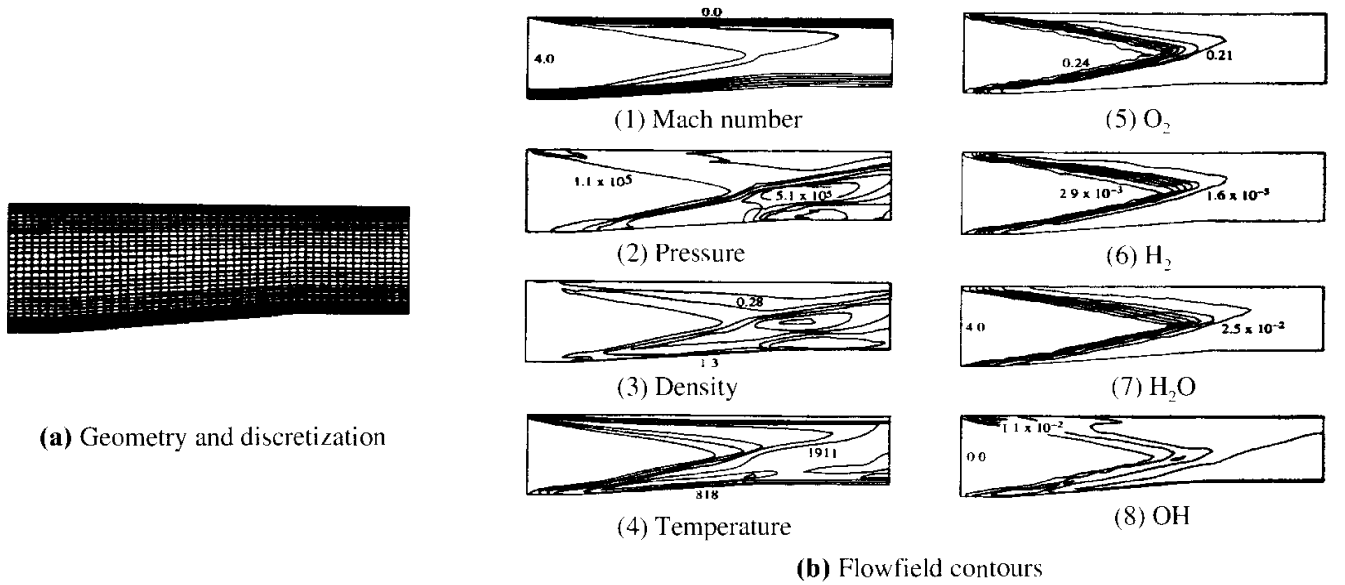 (a) Geometry and discretization
0.0
4.0
(1) Mach number
1.1 x 10⁵
5.1 x 10⁵
(2) Pressure
0.28
1.3
(3) Density
1911
818
(4) Temperature
0.24
0.21
(5) O₂
2.9 x 10⁻³
1.6 x 10⁻⁵
(6) H₂
4.0
2.5 x 10⁻²
(7) H₂O
1.1 x 10⁻²
0.0
(8) OH
(b) Flowfield contours